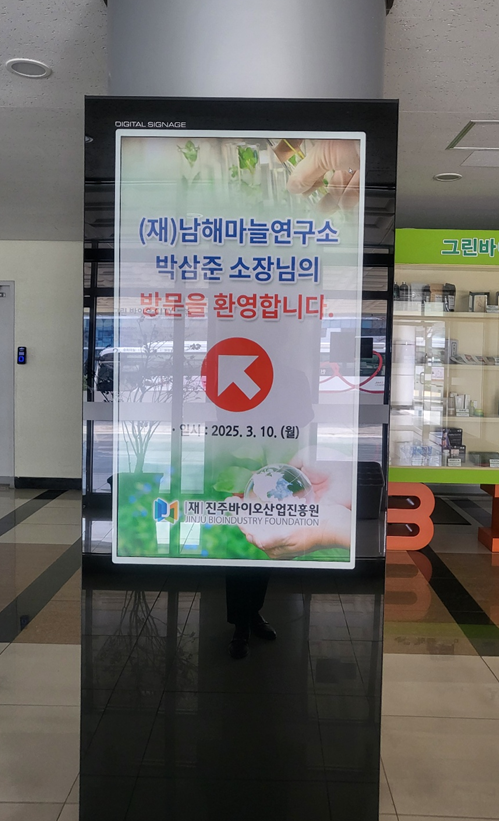 DIGITAL SIGNAGE
(재)남해마늘연구소
박삼준 소장님의
방문을 환영합니다.
일시 : 2025. 3. 10. (월)
재 진주바이오산업진흥원
JINJU BIOINDUSTRY FOUNDATION
그린바
B